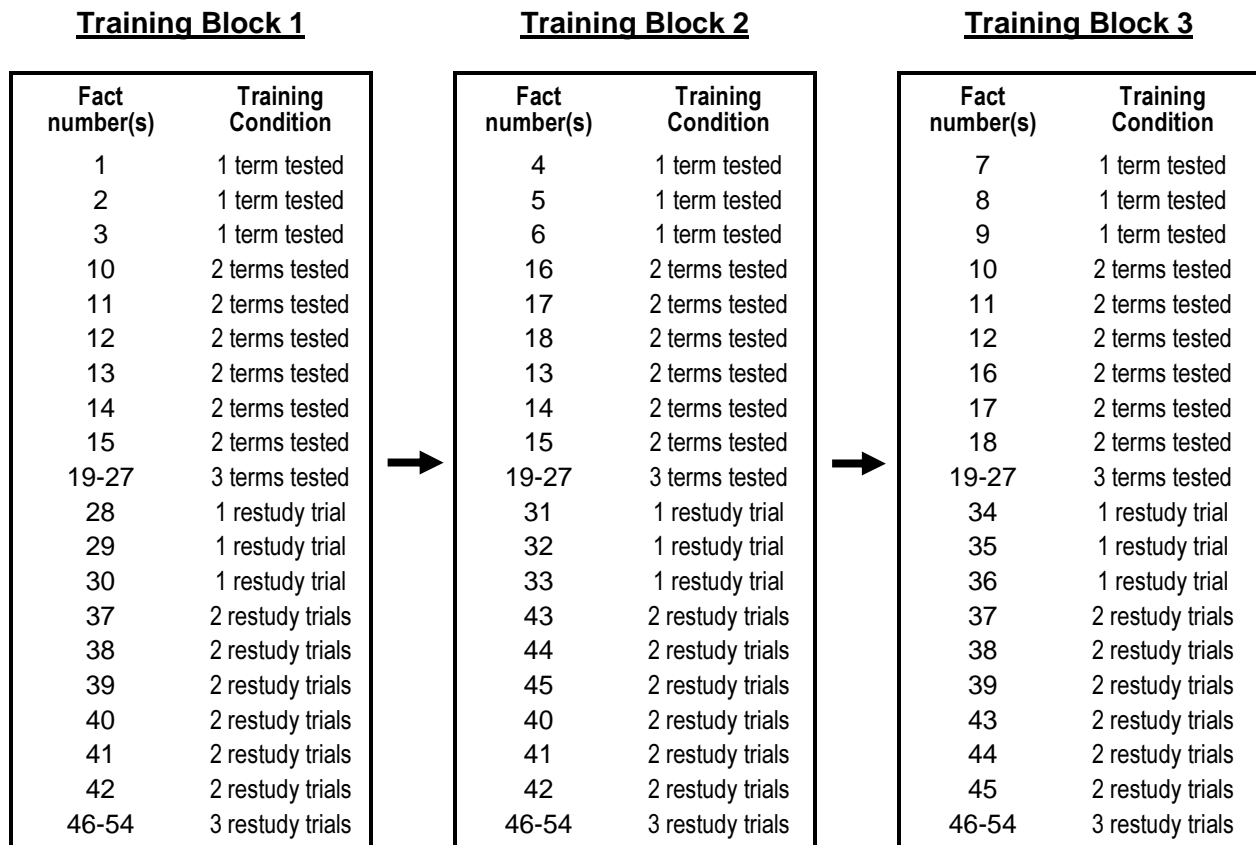 Training Block 1
Fact number(s) Training Condition
1 1 term tested
2 1 term tested
3 1 term tested
10 2 terms tested
11 2 terms tested
12 2 terms tested
13 2 terms tested
14 2 terms tested
15 2 terms tested
19-27 3 terms tested
28 1 restudy trial
29 1 restudy trial
30 1 restudy trial
37 2 restudy trials
38 2 restudy trials
39 2 restudy trials
40 2 restudy trials
41 2 restudy trials
42 2 restudy trials
46-54 3 restudy trials
Training Block 2
Fact number(s) Training Condition
4 1 term tested
5 1 term tested
6 1 term tested
16 2 terms tested
17 2 terms tested
18 2 terms tested
13 2 terms tested
14 2 terms tested
15 2 terms tested
19-27 3 terms tested
31 1 restudy trial
32 1 restudy trial
33 1 restudy trial
43 2 restudy trials
44 2 restudy trials
45 2 restudy trials
40 2 restudy trials
41 2 restudy trials
42 2 restudy trials
46-54 3 restudy trials
Training Block 3
Fact number(s) Training Condition
7 1 term tested
8 1 term tested
9 1 term tested
10 2 terms tested
11 2 terms tested
12 2 terms tested
16 2 terms tested
17 2 terms tested
18 2 terms tested
19-27 3 terms tested
34 1 restudy trial
35 1 restudy trial
36 1 restudy trial
37 2 restudy trials
38 2 restudy trials
39 2 restudy trials
43 2 restudy trials
44 2 restudy trials
45 2 restudy trials
46-54 3 restudy trials